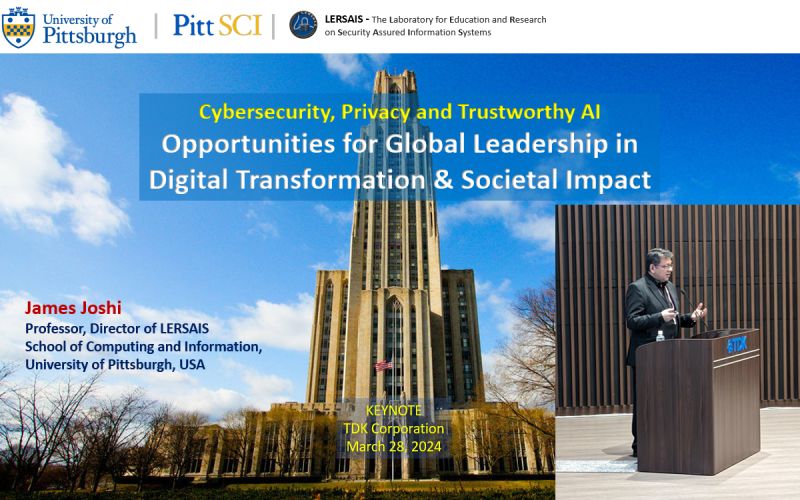 University of
Pittsburgh
Pitt SCI
LERSAIS - The Laboratory for Education and Research
on Security Assured Information Systems
Cybersecurity, Privacy and Trustworthy AI
Opportunities for Global Leadership in
Digital Transformation & Societal Impact
James Joshi
Professor, Director of LERSAIS
School of Computing and Information,
University of Pittsburgh, USA
TDK
KEYNOTE
TDK Corporation
March 28, 2024